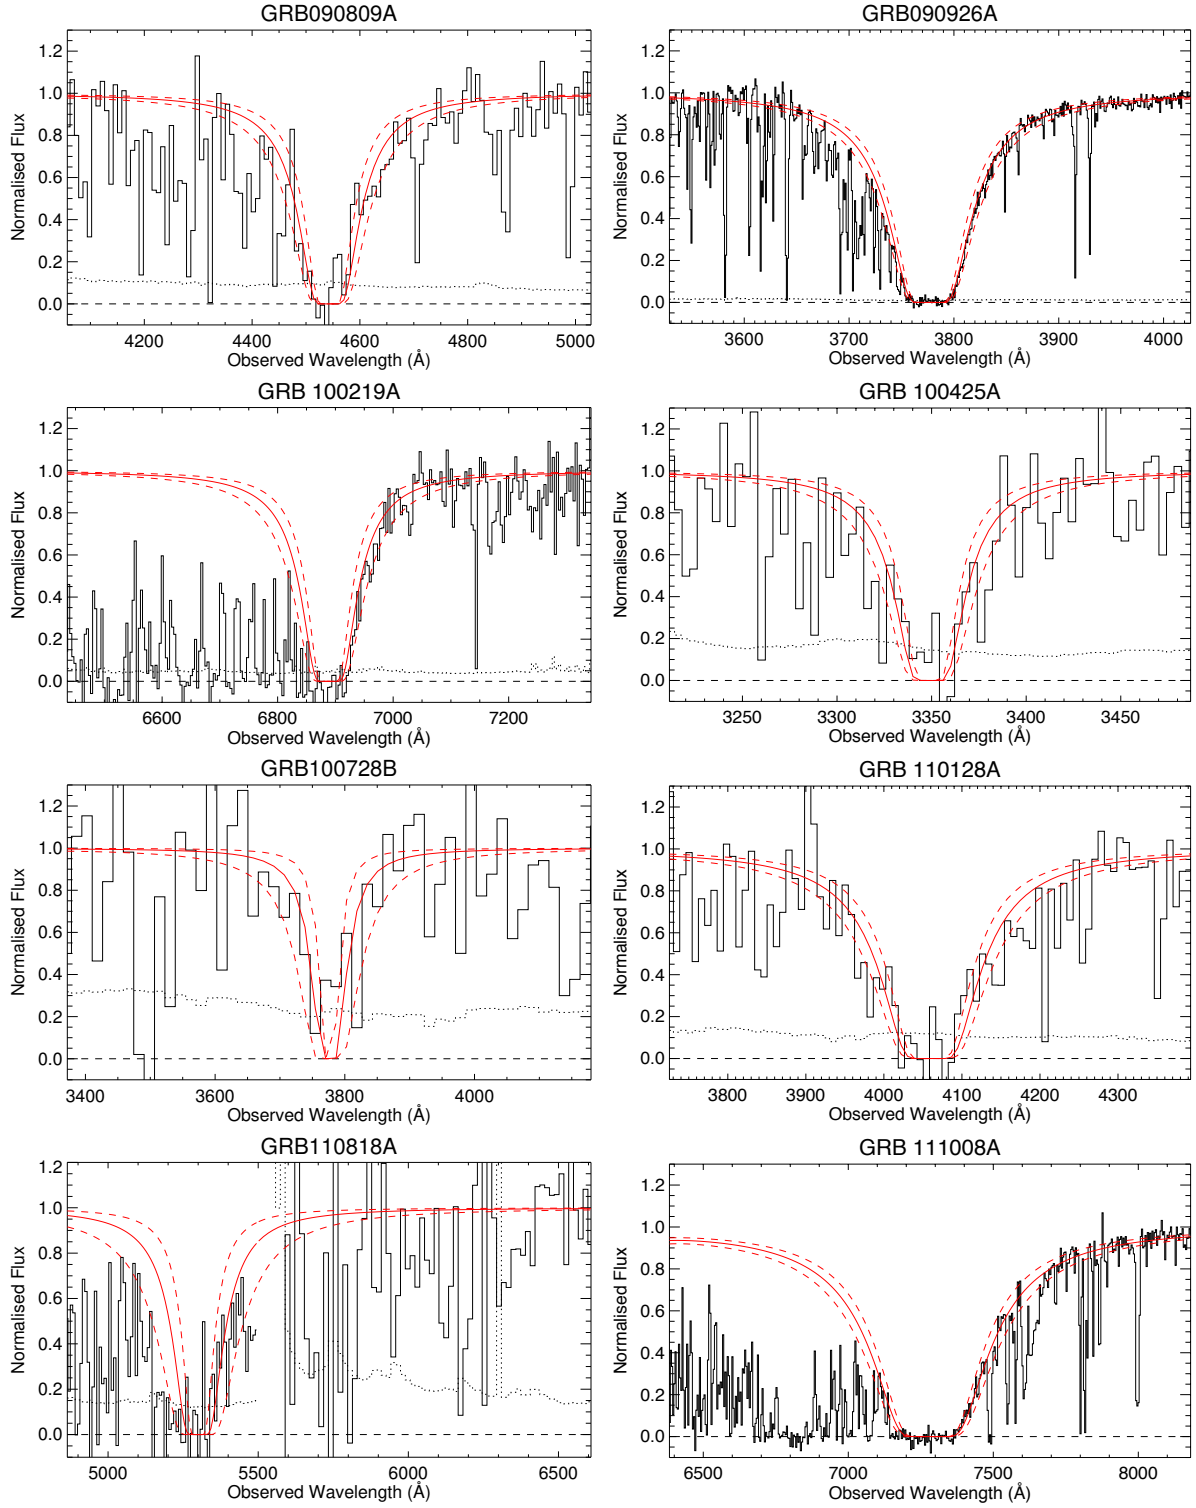 GRB090809A
1.2
1.0
0.8
0.6
0.4
0.2
0.0
Normalised Flux
4200 4400 4600 4800 5000
Observed Wavelength (Å)
GRB090926A
1.2
1.0
0.8
0.6
0.4
0.2
0.0
Normalised Flux
3600 3700 3800 3900 4000
Observed Wavelength (Å)
GRB 100219A
1.2
1.0
0.8
0.6
0.4
0.2
0.0
Normalised Flux
6600 6800 7000 7200
Observed Wavelength (Å)
GRB 100425A
1.2
1.0
0.8
0.6
0.4
0.2
0.0
Normalised Flux
3250 3300 3350 3400 3450
Observed Wavelength (Å)
GRB100728B
1.2
1.0
0.8
0.6
0.4
0.2
0.0
Normalised Flux
3400 3600 3800 4000
Observed Wavelength (Å)
GRB 110128A
1.2
1.0
0.8
0.6
0.4
0.2
0.0
Normalised Flux
3800 3900 4000 4100 4200 4300
Observed Wavelength (Å)
GRB110818A
1.2
1.0
0.8
0.6
0.4
0.2
0.0
Normalised Flux
5000 5500 6000 6500
Observed Wavelength (Å)
GRB 111008A
1.2
1.0
0.8
0.6
0.4
0.2
0.0
Normalised Flux
6500 7000 7500 8000
Observed Wavelength (Å)